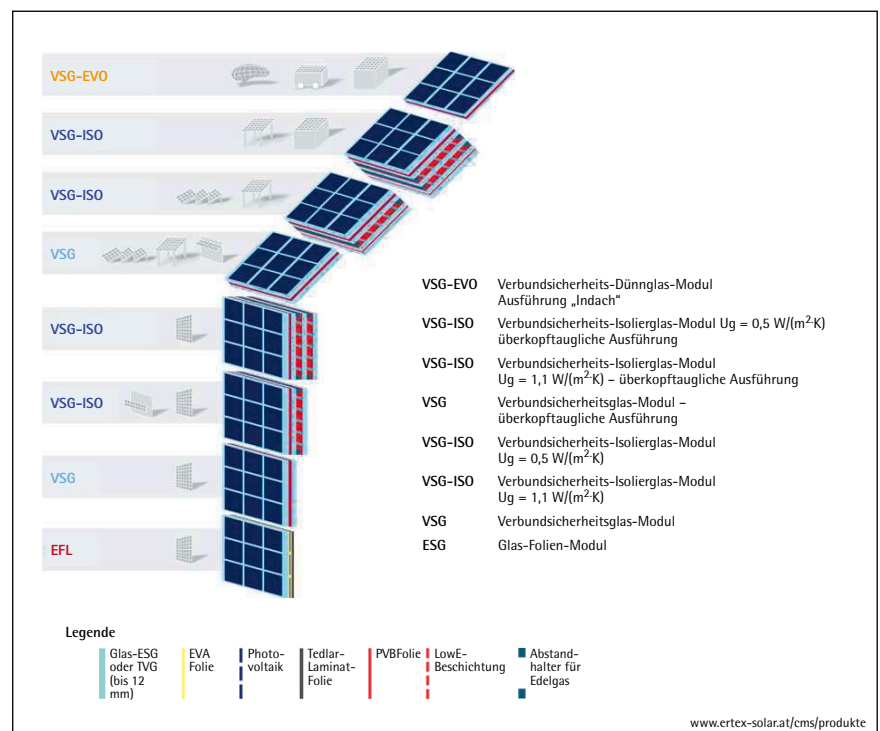 VSG-EVO
VSG-ISO
VSG-ISO
VSG
VSG-ISO
VSG-ISO
VSG
EFL
VSG-EVO Verbundsicherheits-Dünnglas-Modul
Ausführung „Indach“
VSG-ISO Verbundsicherheits-Isolierglas-Modul Ug = 0,5 W/(m²·K)
überkopftaugliche Ausführung
VSG-ISO Verbundsicherheits-Isolierglas-Modul
Ug = 1,1 W/(m²·K) – überkopftaugliche Ausführung
VSG Verbundsicherheitsglas-Modul –
überkopftaugliche Ausführung
VSG-ISO Verbundsicherheits-Isolierglas-Modul
Ug = 0,5 W/(m²·K)
VSG-ISO Verbundsicherheits-Isolierglas-Modul
Ug = 1,1 W/(m²·K)
VSG Verbundsicherheitsglas-Modul
ESG Glas-Folien-Modul
Legende
Glas-ESG
oder TVG
(bis 12
mm)
EVA
Folie
Photo-
voltaik
Tedlar-
Laminat-
Folie
PVBFolie
LowE-
Beschichtung
Abstand-
halter für
Edelgas
www.ertex-solar.at/cms/produkte